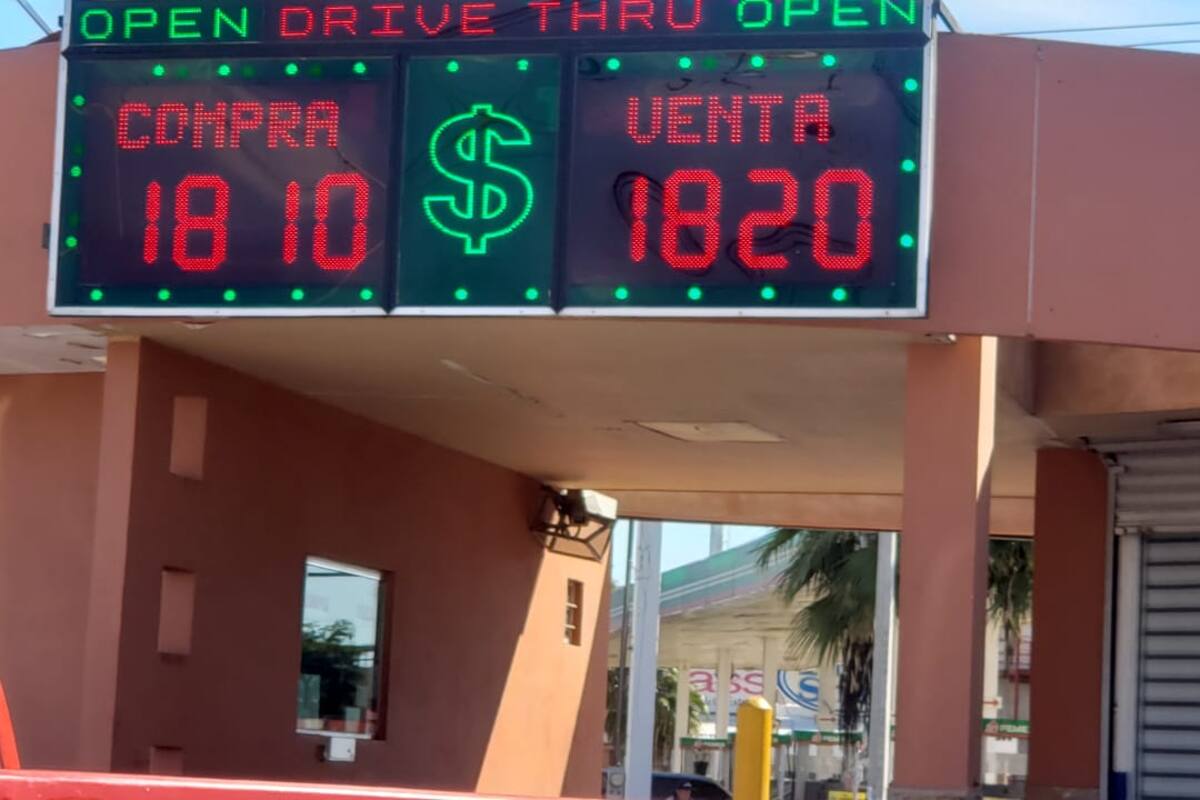 OPEN DRIVE THRU OPEN
COMPRA
$
VENTA
18 10
1820